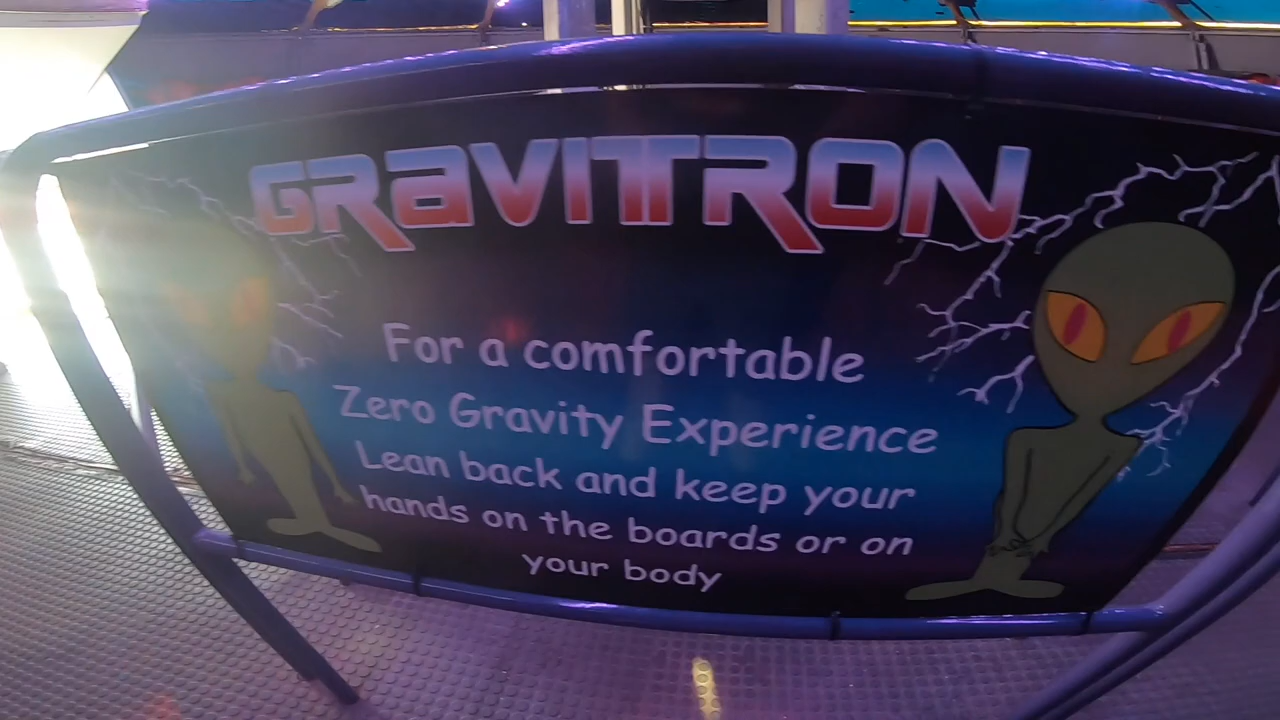 GRAVITRON
For a comfortable
Zero Gravity Experience
Lean back and keep your
hands on the boards or on
your body